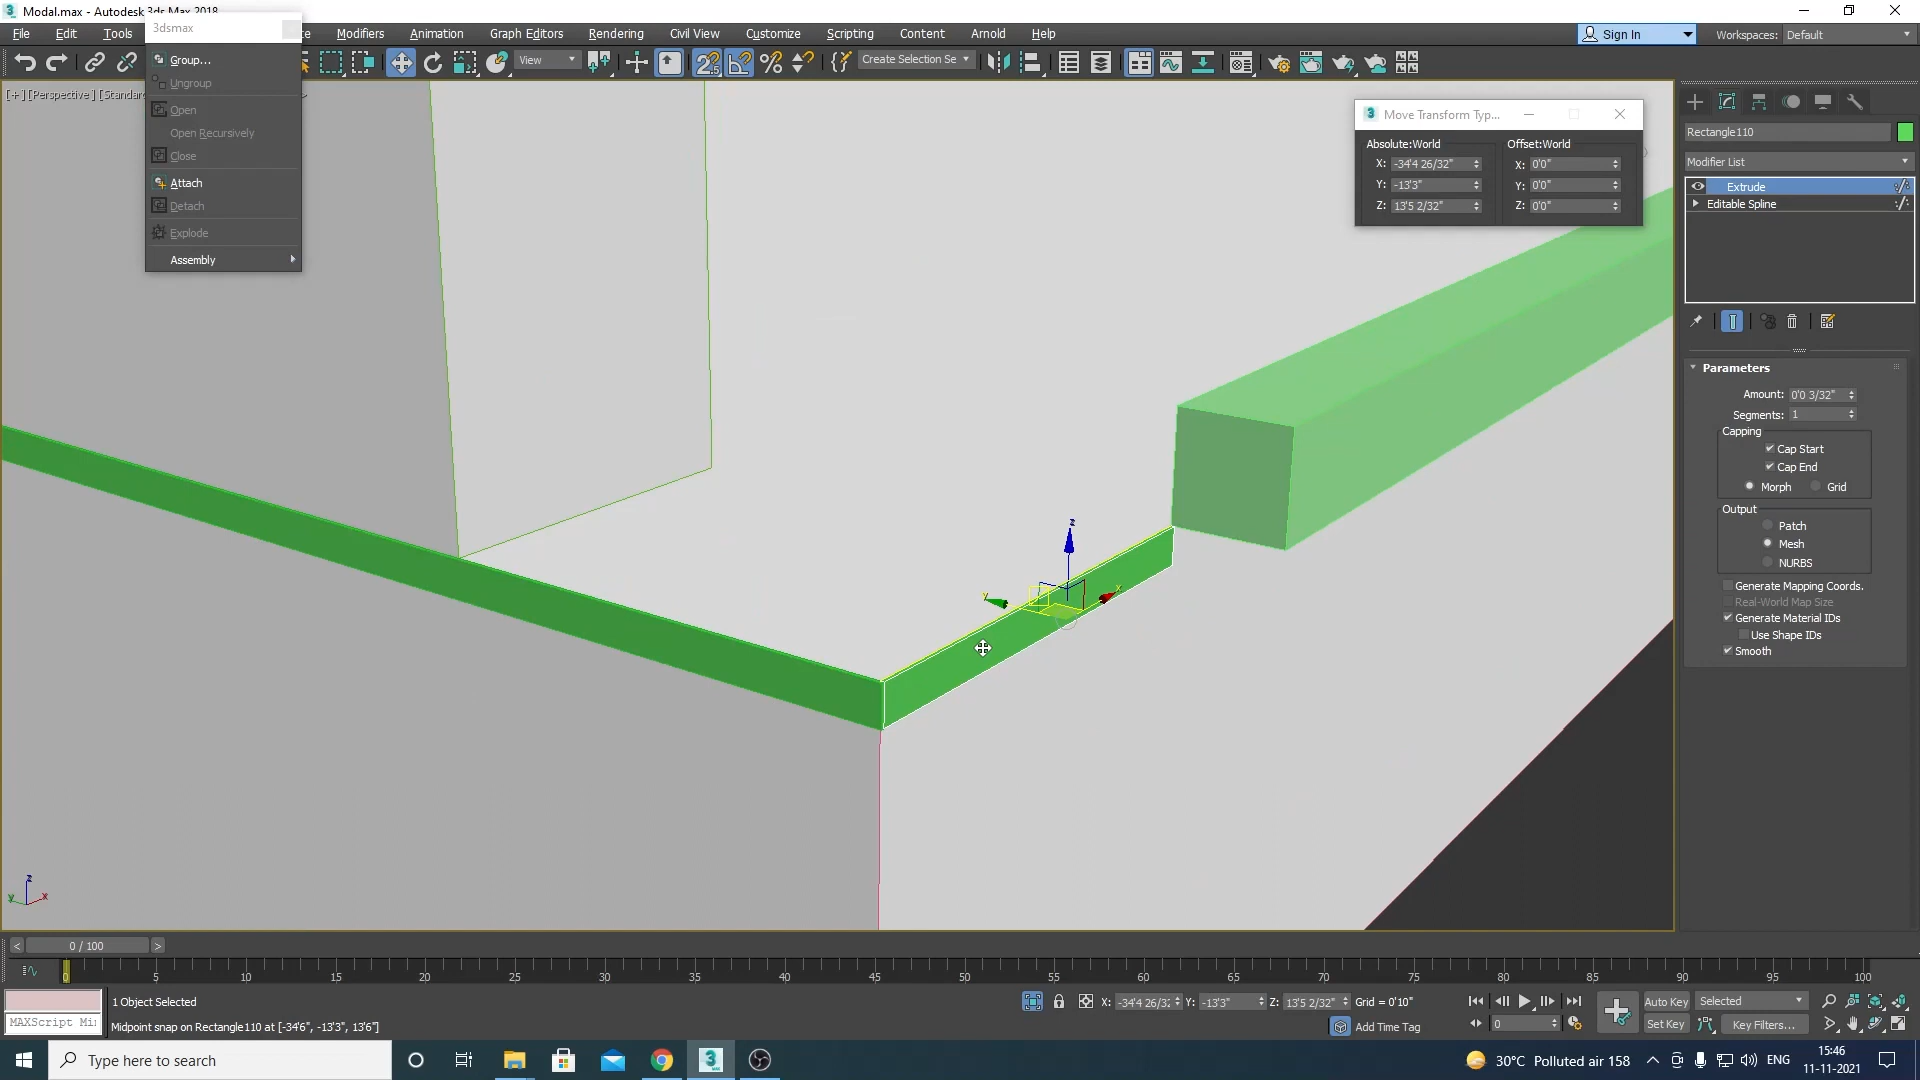 Modal.max - Autodesk 3ds Max 2018
3dsmax
File Edit Tools Modifiers Animation Graph Editors Rendering Civil View Customize Scripting Content Arnold Help
Sign In Workspaces: Default
View
Create Selection Se
[+] [Perspective] [Standar
Group...
Ungroup
Open
Open Recursively
Close
Attach
Detach
Explode
Assembly
Move Transform Typ...
Absolute:World Offset:World
X: -34'4 26/32" X: 0'0"
Y: -13'3" Y: 0'0"
Z: 13'5 2/32" Z: 0'0"
Rectangle110
Modifier List
Extrude
Editable Spline
Parameters
Amount: 0'0 3/32"
Segments: 1
Capping
Cap Start
Cap End
Morph Grid
Output
Patch
Mesh
NURBS
Generate Mapping Coords.
Real-World Map Size
Generate Material IDs
Use Shape IDs
Smooth
z
y
x
z
y
x
< 0 / 100 >
0 5 10 15 20 25 30 35 40 45 50 55 60 65 70 75 80 85 90 95 100
1 Object Selected
X: -34'4 26/32 Y: -13'3" Z: 13'5 2/32" Grid = 0'10"
Auto Key Selected
MAXScript Mi
Midpoint snap on Rectangle110 at [-34'6", -13'3", 13'6"]
Add Time Tag
0
Set Key Key Filters...
Type here to search
30°C Polluted air 158
ENG
15:46
11-11-2021